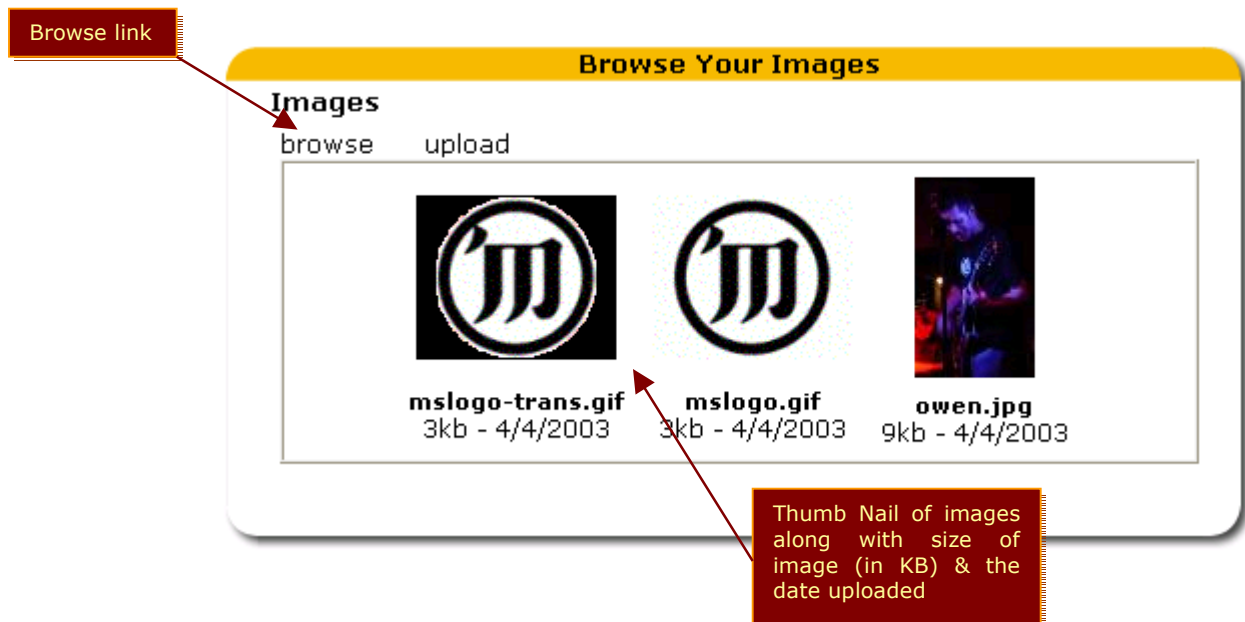 Browse link
Browse Your Images
Images
browse upload
mslogo-trans.gif
3kb - 4/4/2003
mslogo.gif
3kb - 4/4/2003
owen.jpg
9kb - 4/4/2003
Thumb Nail of images
along with size of
image (in KB) & the
date uploaded